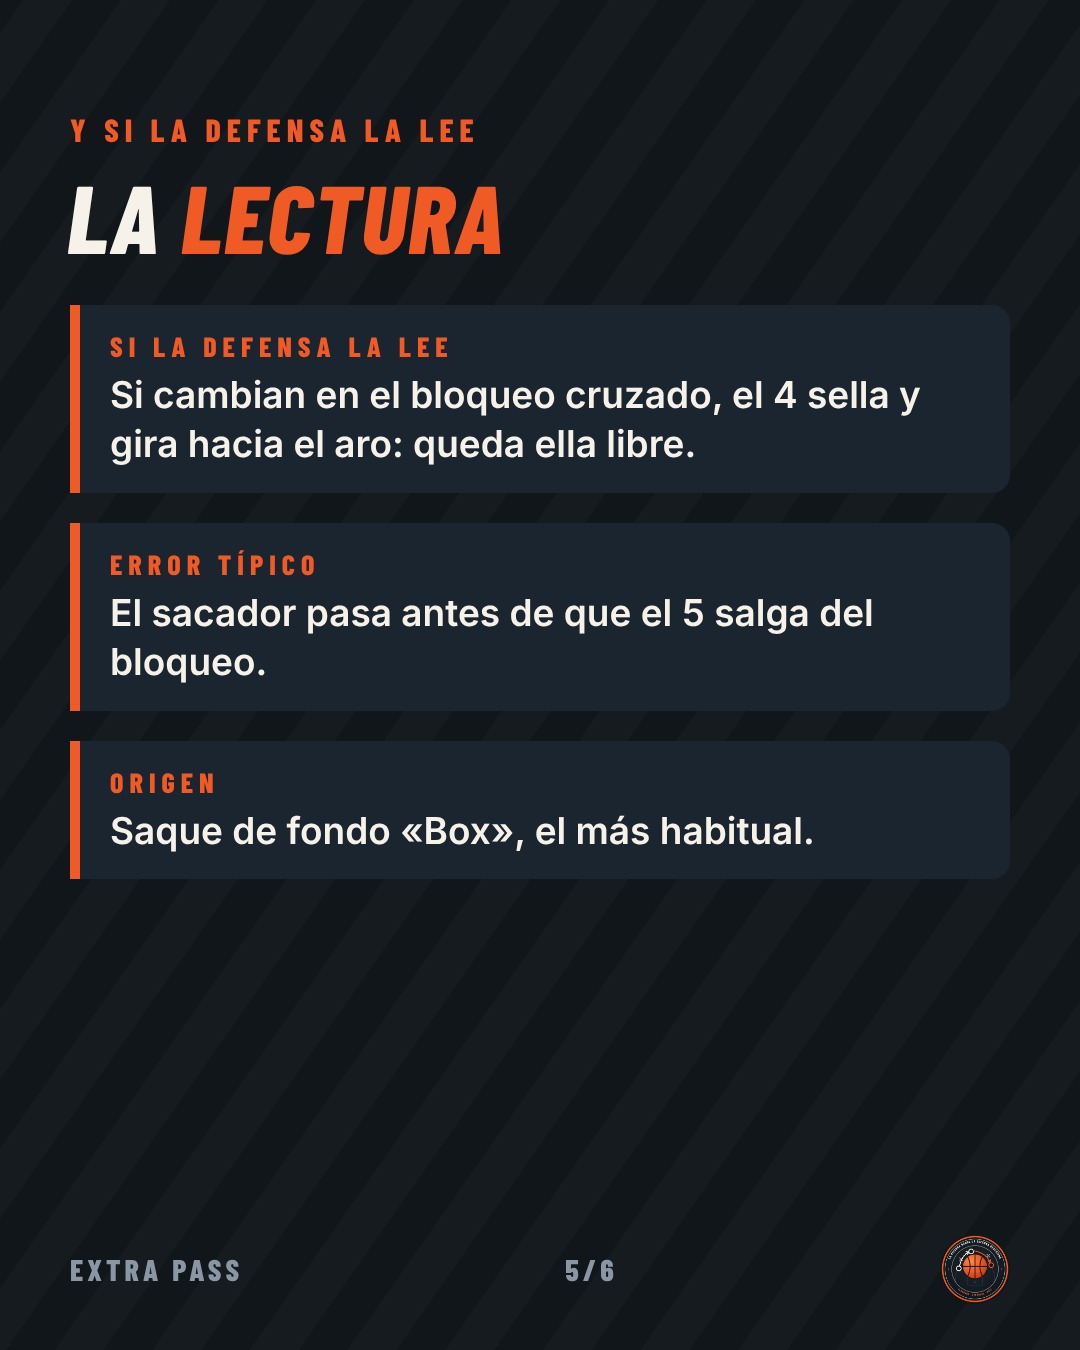 Y SI LA DEFENSA LA LEE
LA LECTURA
SI LA DEFENSA LA LEE
Si cambian en el bloqueo cruzado, el 4 sella y
gira hacia el aro: queda ella libre.
ERROR TÍPICO
El sacador pasa antes de que el 5 salga del
bloqueo.
ORIGEN
Saque de fondo «Box», el más habitual.
EXTRA PASS
5/6